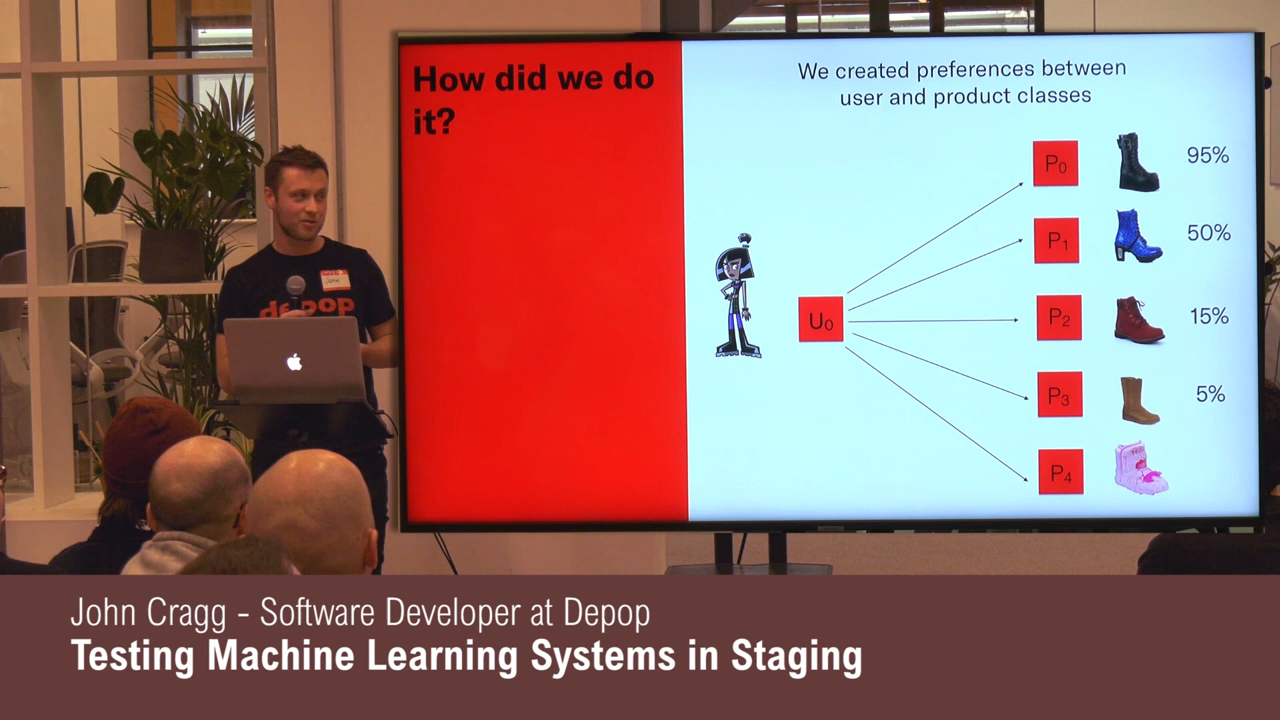 How did we do
it?
We created preferences between
user and product classes
P₀
95%
P₁
50%
U₀
P₂
15%
P₃
5%
P₄
John
depop
John Cragg - Software Developer at Depop
Testing Machine Learning Systems in Staging